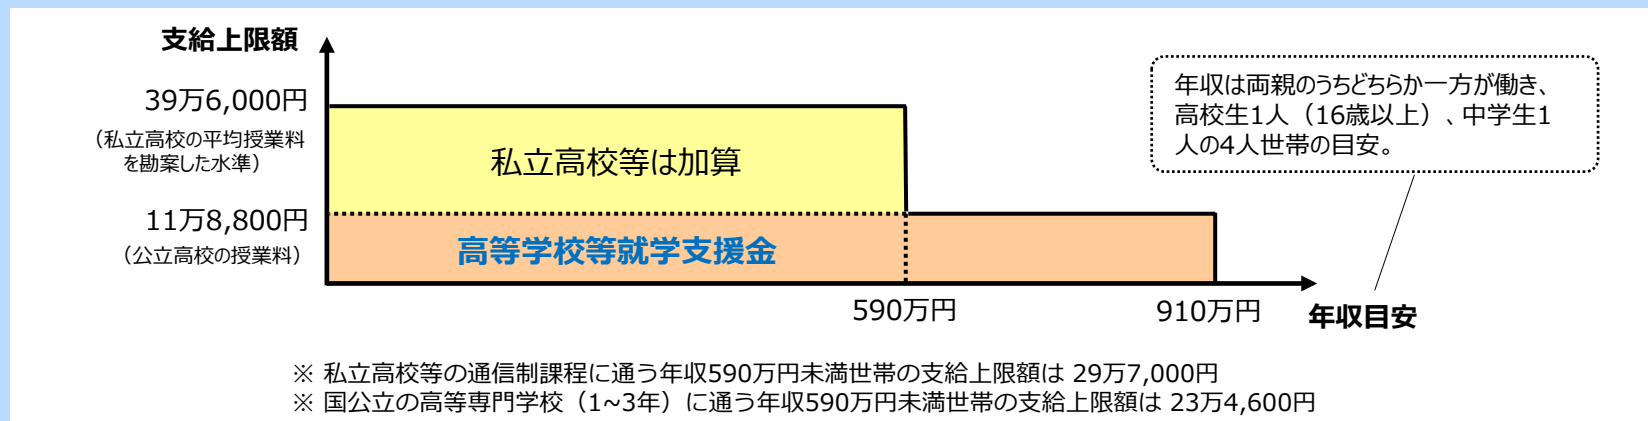 支給上限額
39万6,000円
（私立高校の平均授業料
を勘案した水準）
私立高校等は加算
年収は両親のうちどちらか一方が働き、
高校生1人（16歳以上）、中学生1
人の4人世帯の目安。
11万8,800円
（公立高校の授業料）
高等学校等就学支援金
590万円
910万円
年収目安
※ 私立高校等の通信制課程に通う年収590万円未満世帯の支給上限額は 29万7,000円
※ 国公立の高等専門学校（1~3年）に通う年収590万円未満世帯の支給上限額は 23万4,600円